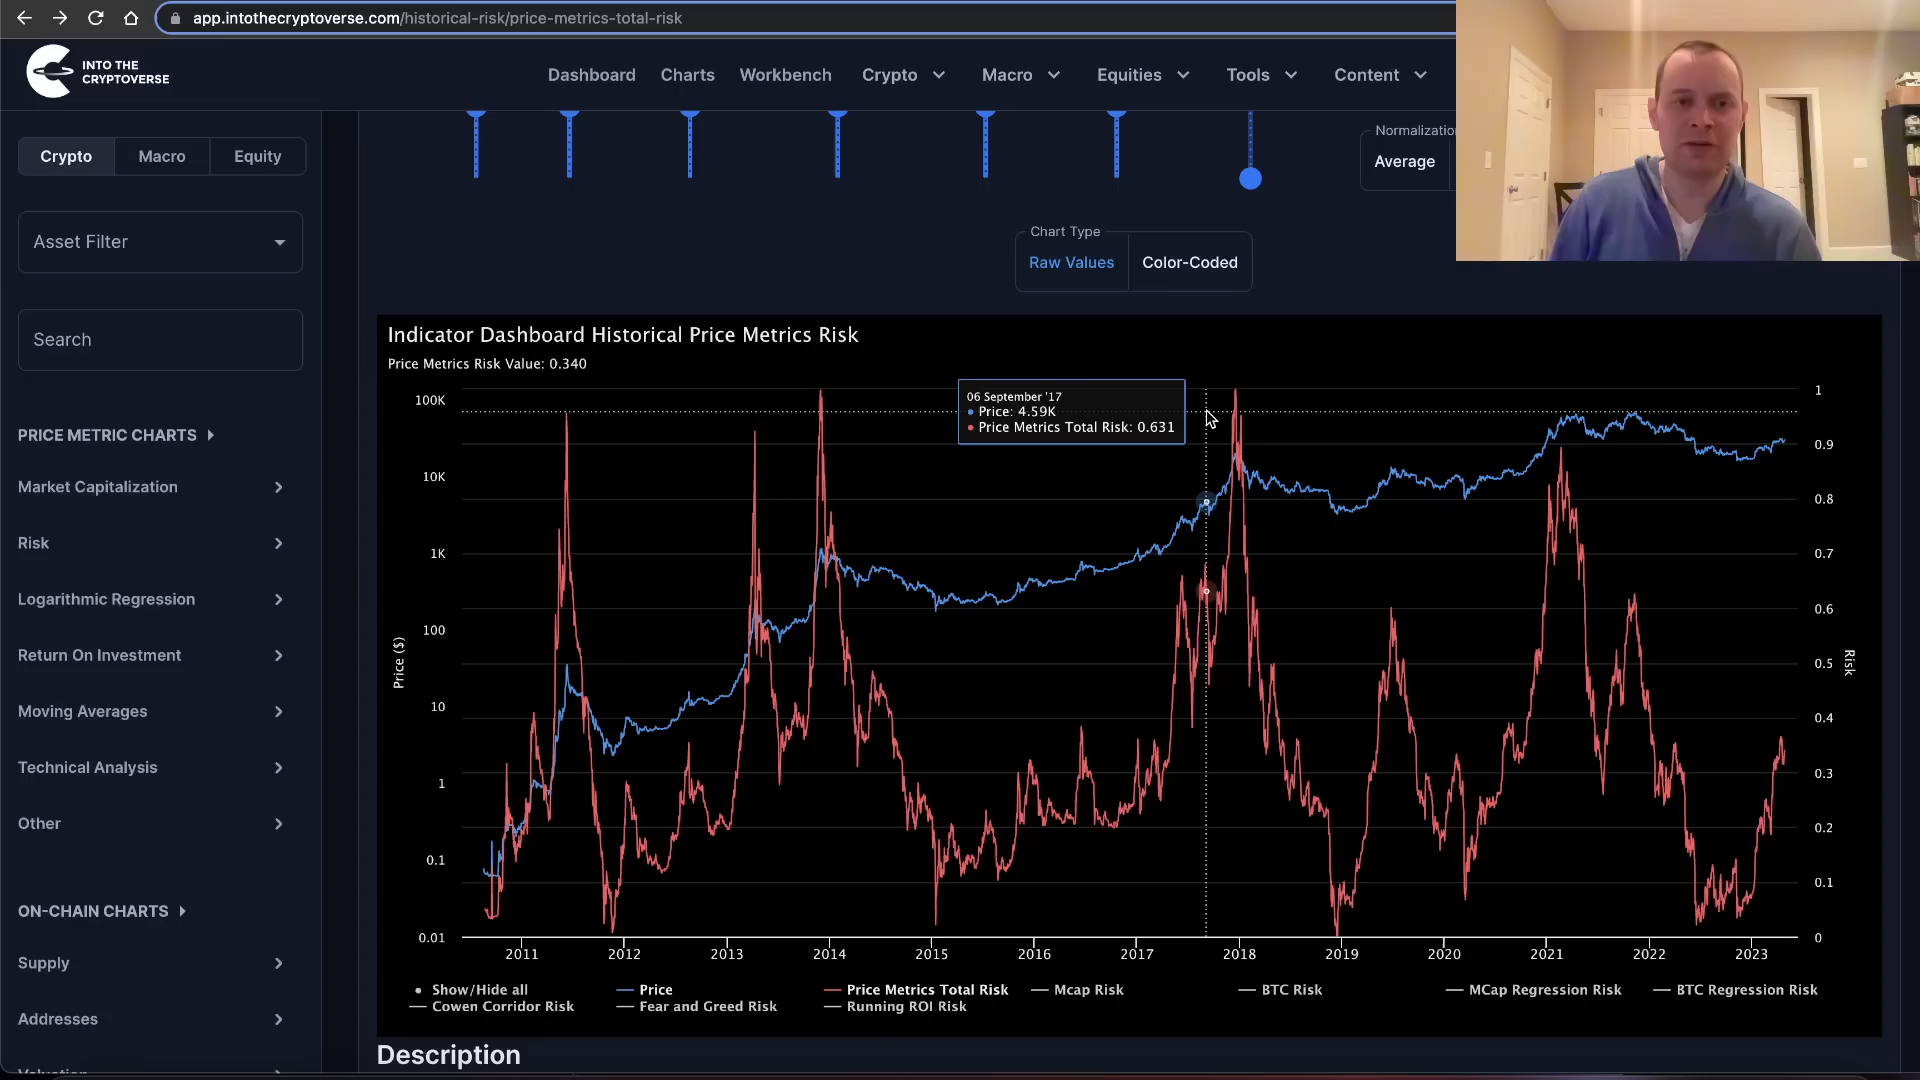 app.intothecryptoverse.com/historical-risk/price-metrics-total-risk
INTO THE
CRYPTOVERSE
Dashboard Charts Workbench Crypto Macro Equities Tools Content
Crypto Macro Equity
Asset Filter
Search
PRICE METRIC CHARTS
Market Capitalization
Risk
Logarithmic Regression
Return On Investment
Moving Averages
Technical Analysis
Other
ON-CHAIN CHARTS
Supply
Addresses
Normalizatio
Average
Chart Type
Raw Values Color-Coded
Indicator Dashboard Historical Price Metrics Risk
Price Metrics Risk Value: 0.340
06 September '17
Price: 4.59K
Price Metrics Total Risk: 0.631
100K
10K
1K
100
10
1
0.1
0.01
Price ($)
1
0.9
0.8
0.7
0.6
0.5
0.4
0.3
0.2
0.1
0
Risk
2011 2012 2013 2014 2015 2016 2017 2018 2019 2020 2021 2022 2023
Show/Hide all Price Price Metrics Total Risk Mcap Risk BTC Risk MCap Regression Risk BTC Regression Risk
Cowen Corridor Risk Fear and Greed Risk Running ROI Risk
Description